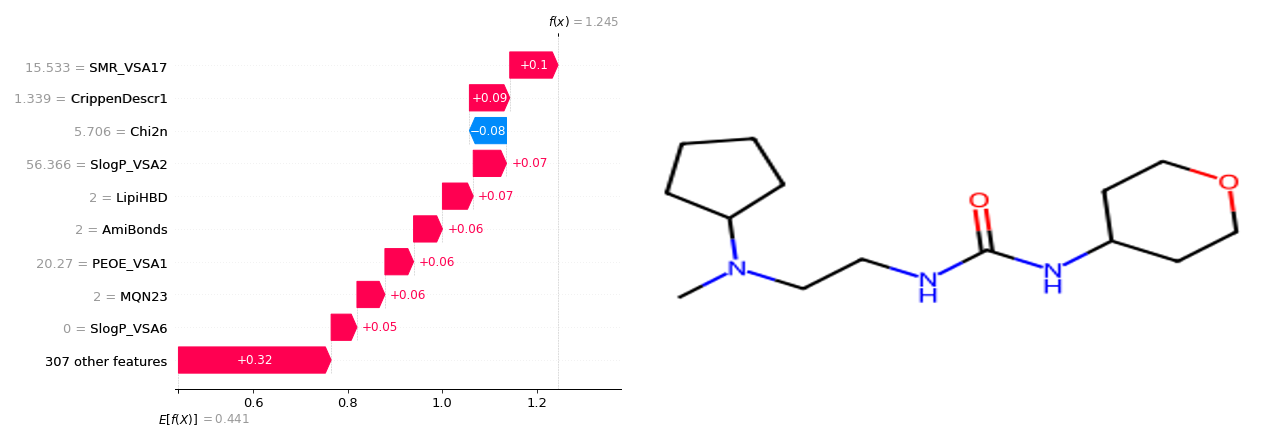 f(x) = 1.245
15.533 = SMR_VSA17
+0.1
1.339 = CrippenDescr1
+0.09
5.706 = Chi2n
−0.08
56.366 = SlogP_VSA2
+0.07
2 = LipiHBD
+0.07
2 = AmiBonds
+0.06
20.27 = PEOE_VSA1
+0.06
2 = MQN23
+0.06
0 = SlogP_VSA6
+0.05
307 other features
+0.32
0.6 0.8 1.0 1.2
E[f(X)] = 0.441
O
O
N
N
H
N
H